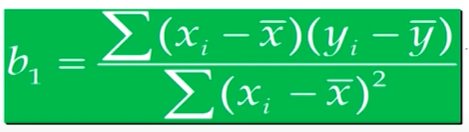 b₁ = ∑(xᵢ − x̅)(yᵢ − y̅) / ∑(xᵢ − x̅)²